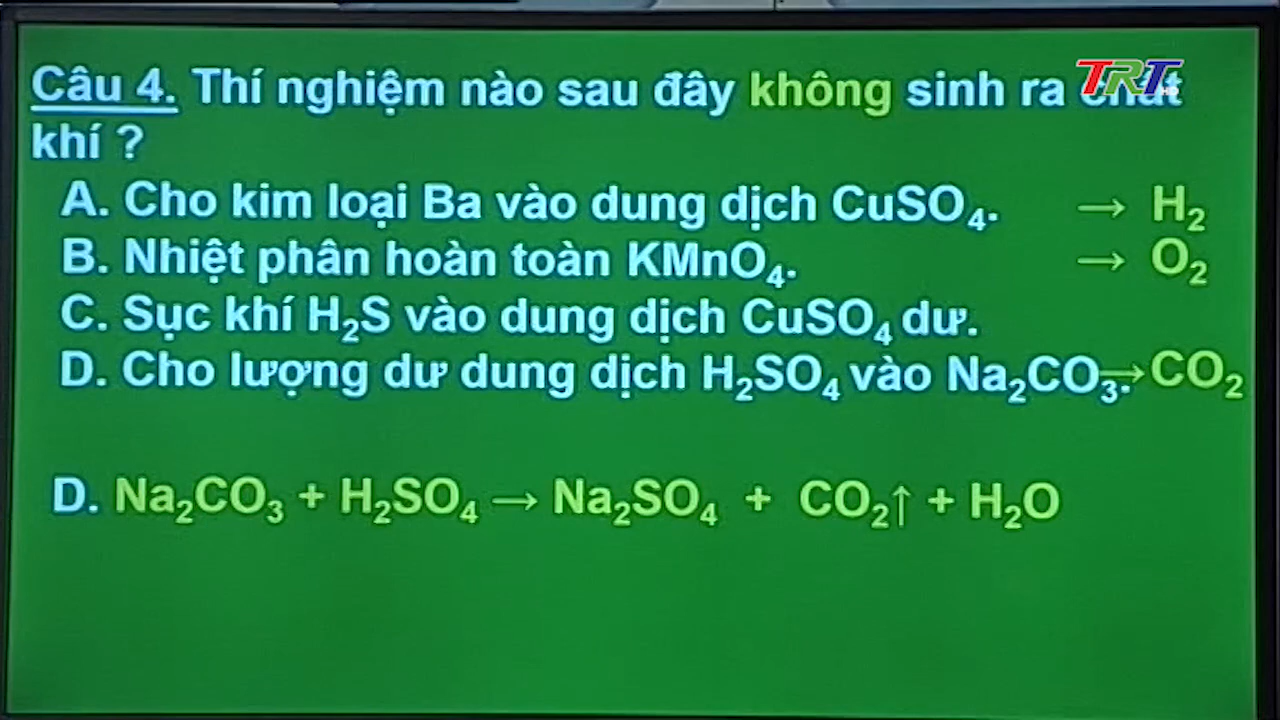 Câu 4. Thí nghiệm nào sau đây không sinh ra chất
TRT HD
khí ?
A. Cho kim loại Ba vào dung dịch CuSO₄. → H₂
B. Nhiệt phân hoàn toàn KMnO₄. → O₂
C. Sục khí H₂S vào dung dịch CuSO₄ dư.
D. Cho lượng dư dung dịch H₂SO₄ vào Na₂CO₃. → CO₂
D. Na₂CO₃ + H₂SO₄ → Na₂SO₄ + CO₂↑ + H₂O